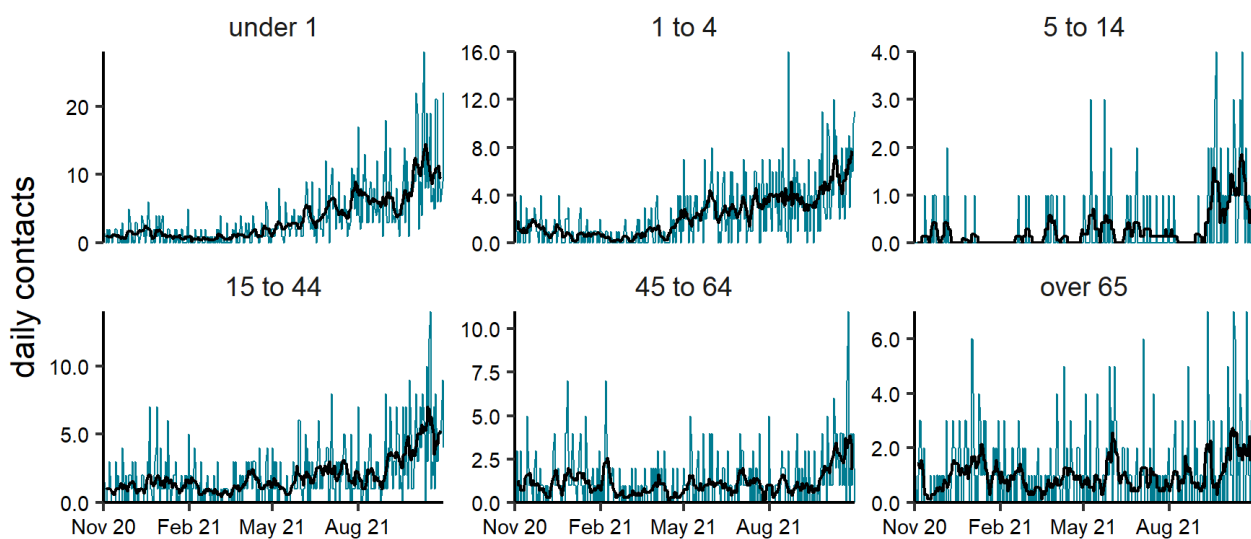 daily contacts
under 1
1 to 4
5 to 14
20
10
0
16.0
12.0
8.0
4.0
0.0
4.0
3.0
2.0
1.0
0.0
15 to 44
45 to 64
over 65
10.0
5.0
0.0
10.0
7.5
5.0
2.5
0.0
6.0
4.0
2.0
0.0
Nov 20 Feb 21 May 21 Aug 21
Nov 20 Feb 21 May 21 Aug 21
Nov 20 Feb 21 May 21 Aug 21